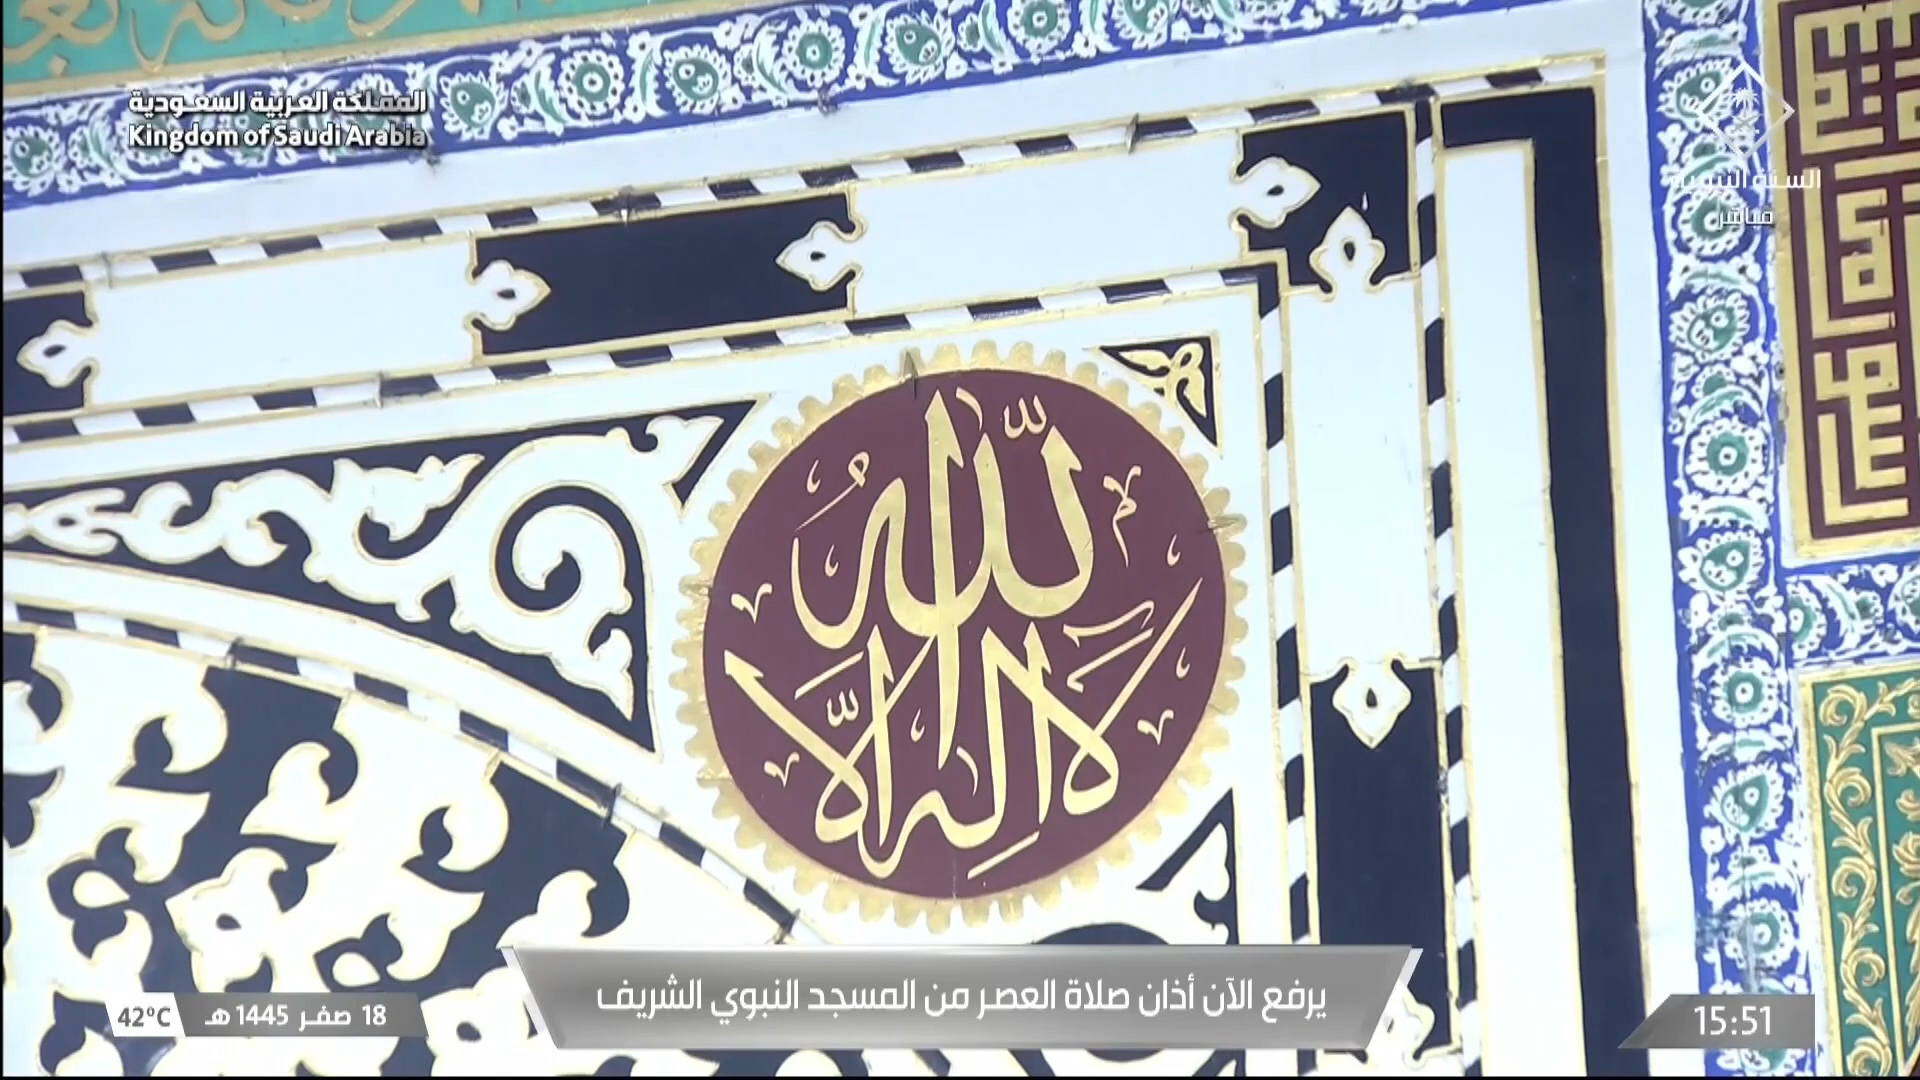 المملكة العربية السعودية
Kingdom of Saudi Arabia
السنة النبوية
مباشر
لا إله إلا الله
يرفع الآن أذان صلاة العصر من المسجد النبوي الشريف
42°C
18 صفر 1445 هـ
15:51